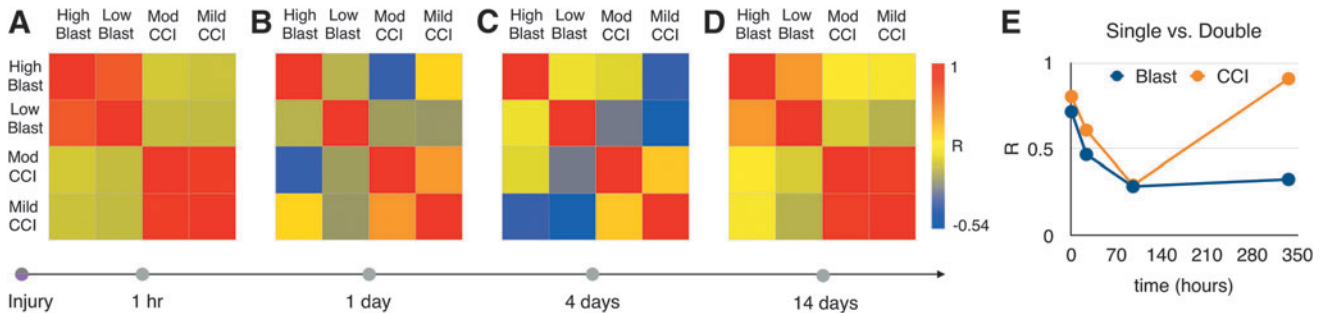 A
High Low Mod Mild
Blast Blast CCI CCI
B
High Low Mod Mild
Blast Blast CCI CCI
C
High Low Mod Mild
Blast Blast CCI CCI
D
High Low Mod Mild
Blast Blast CCI CCI
High
Blast
Low
Blast
Mod
CCI
Mild
CCI
1
R
-0.54
Injury
1 hr
1 day
4 days
14 days
E
Single vs. Double
Blast CCI
1
0.5
0
R
0 70 140 210 280 350
time (hours)